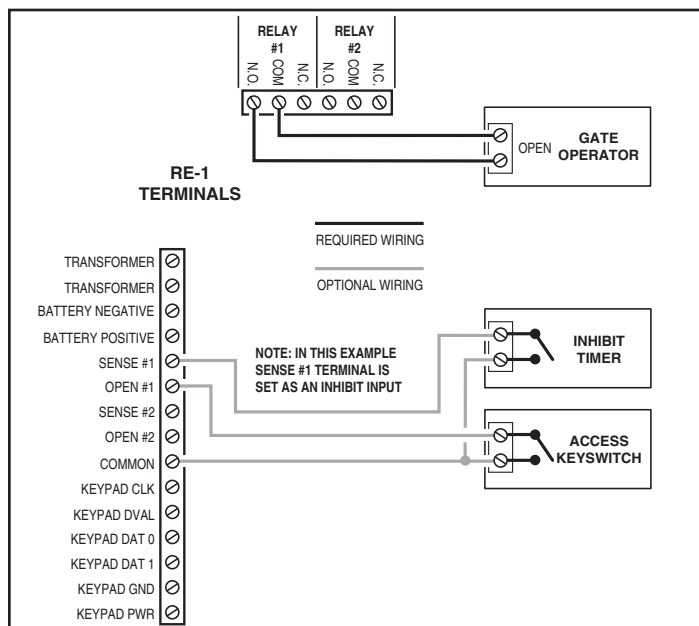 RELAY #1
RELAY #2
N.O.
COM
N.C.
N.O.
COM
N.C.
GATE
OPERATOR
OPEN
RE-1
TERMINALS
REQUIRED WIRING
OPTIONAL WIRING
TRANSFORMER
TRANSFORMER
BATTERY NEGATIVE
BATTERY POSITIVE
SENSE #1
OPEN #1
SENSE #2
OPEN #2
COMMON
KEYPAD CLK
KEYPAD DVAL
KEYPAD DAT 0
KEYPAD DAT 1
KEYPAD GND
KEYPAD PWR
NOTE: IN THIS EXAMPLE
SENSE #1 TERMINAL IS
SET AS AN INHIBIT INPUT
INHIBIT
TIMER
ACCESS
KEYSWITCH